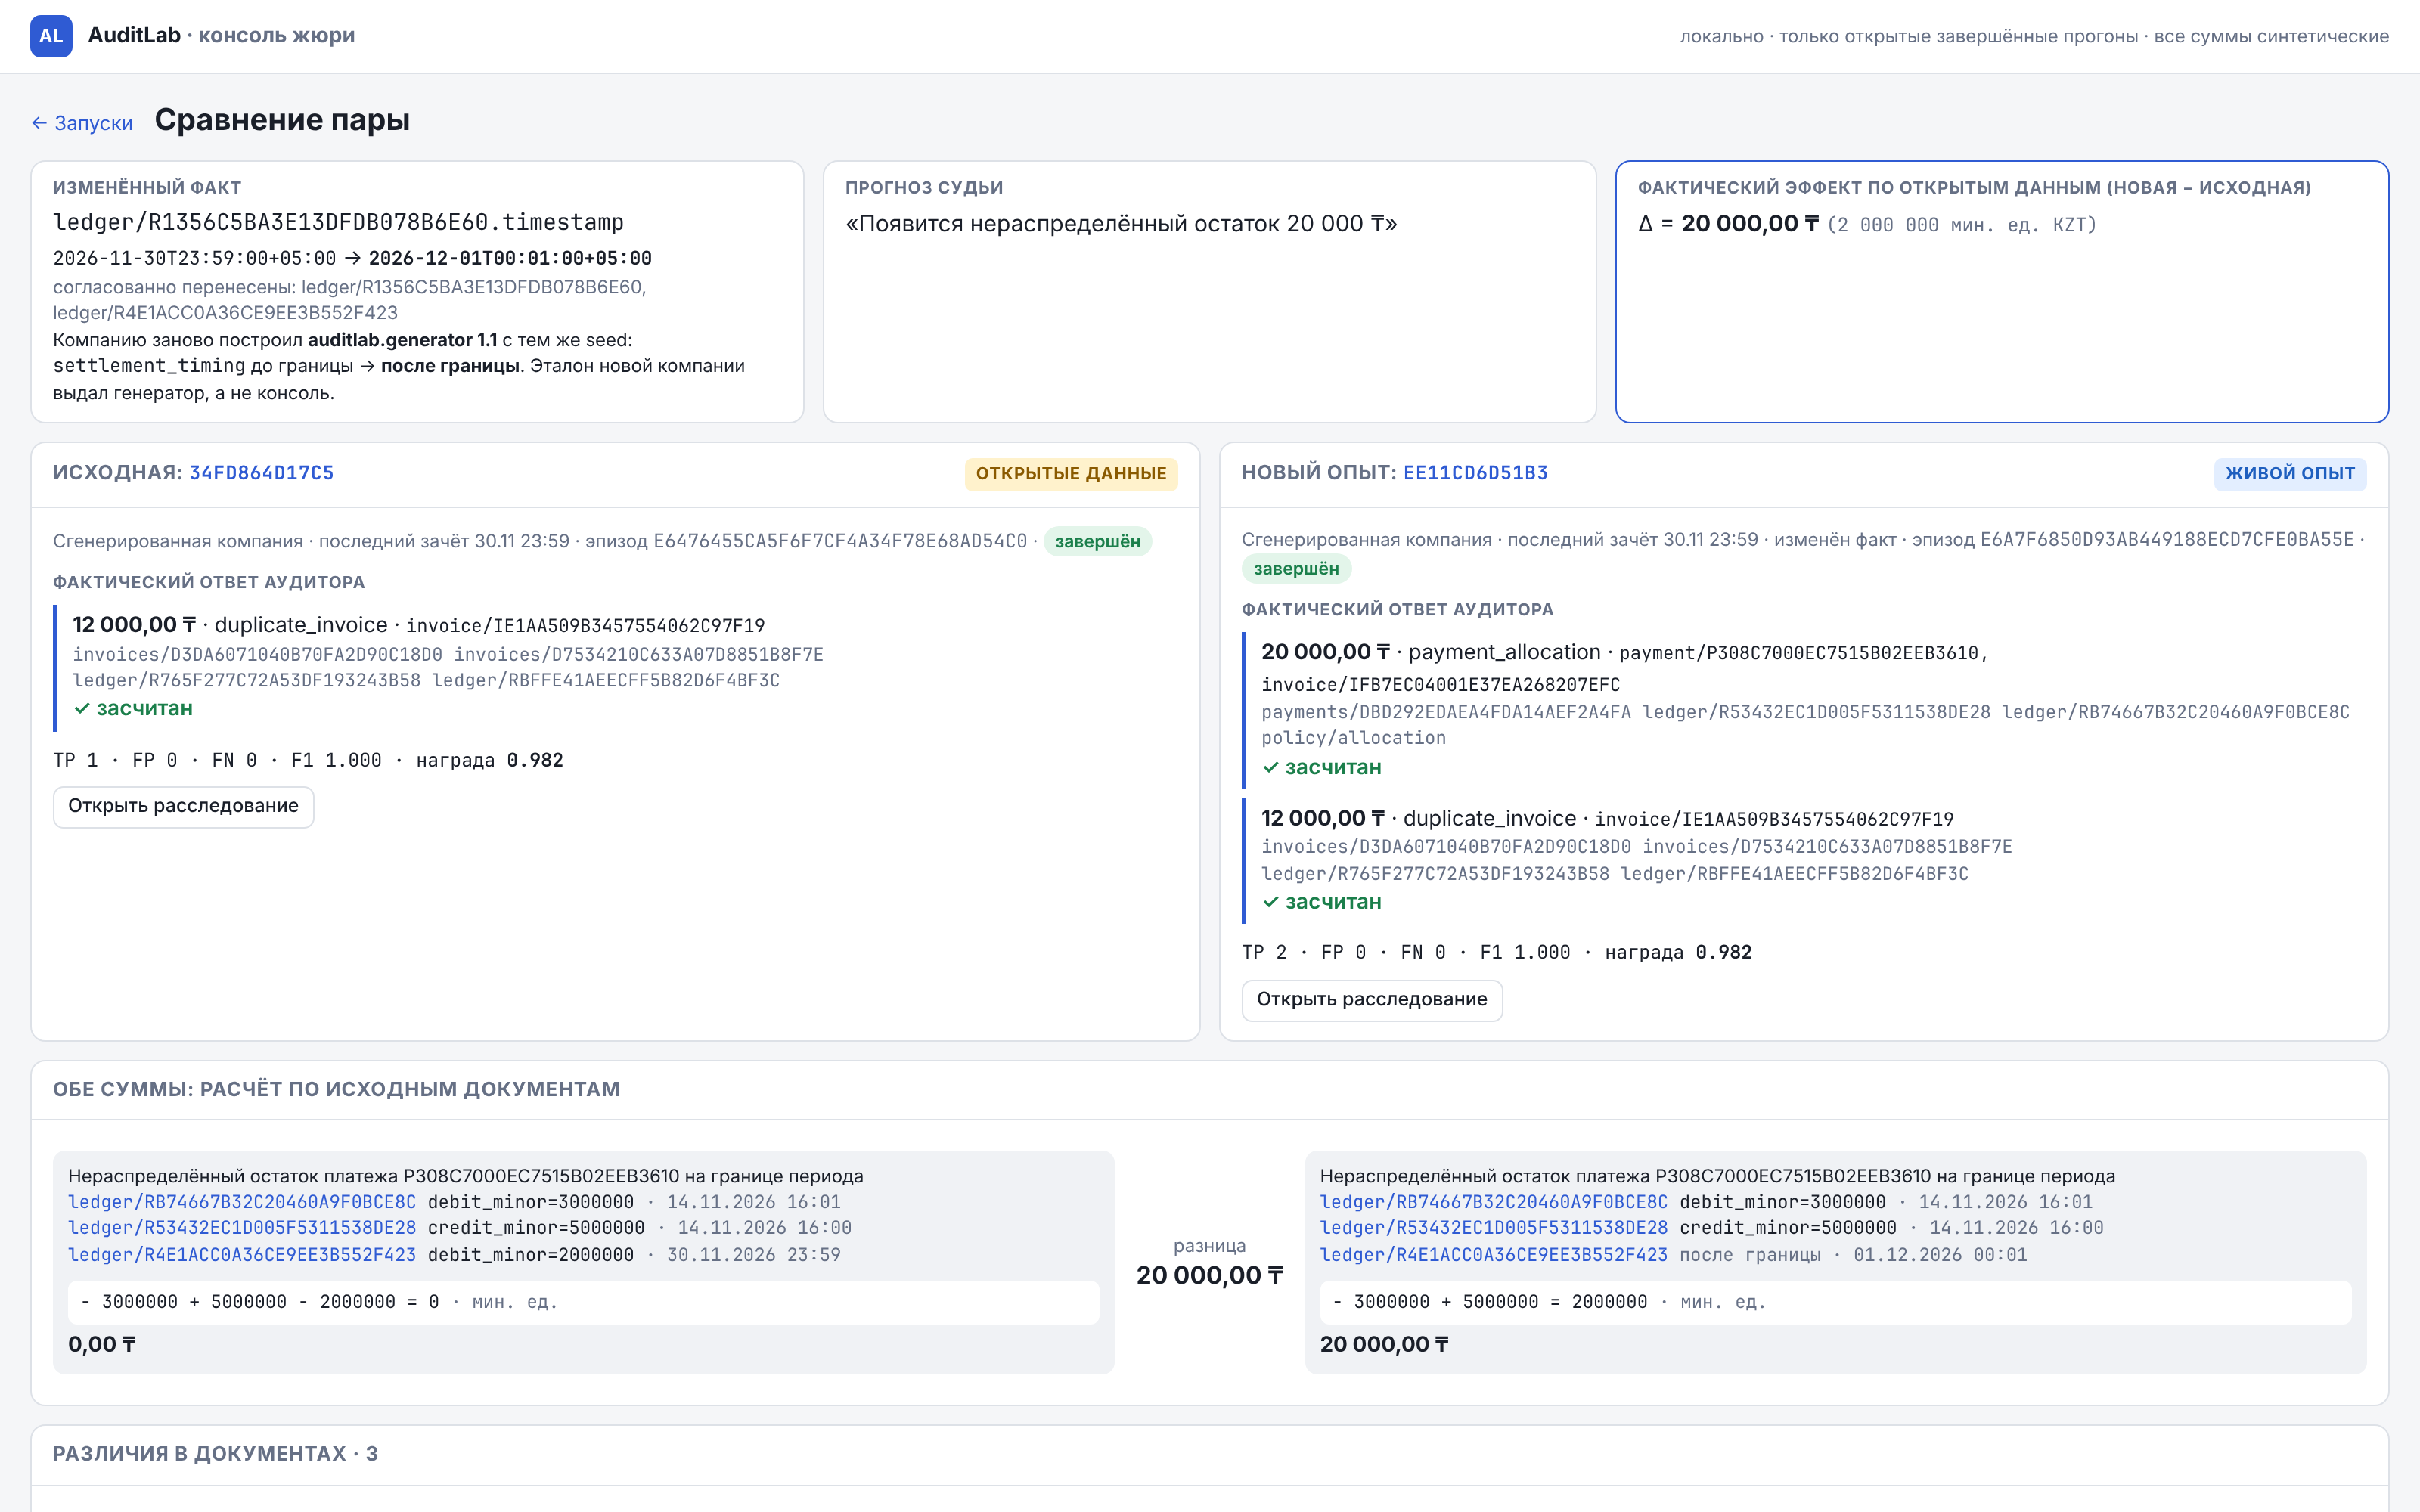 AL AuditLab · консоль жюри
локально · только открытые завершённые прогоны · все суммы синтетические
← Запуски Сравнение пары
ИЗМЕНЁННЫЙ ФАКТ
ledger/R1356C5BA3E13DFDB078B6E60.timestamp
2026-11-30T23:59:00+05:00 → 2026-12-01T00:01:00+05:00
согласованно перенесены: ledger/R1356C5BA3E13DFDB078B6E60,
ledger/R4E1ACC0A36CE9EE3B552F423
Компанию заново построил auditlab.generator 1.1 с тем же seed:
settlement_timing до границы → после границы. Эталон новой компании
выдал генератор, а не консоль.
ПРОГНОЗ СУДЬИ
«Появится нераспределённый остаток 20 000 ₸»
ФАКТИЧЕСКИЙ ЭФФЕКТ ПО ОТКРЫТЫМ ДАННЫМ (НОВАЯ − ИСХОДНАЯ)
Δ = 20 000,00 ₸ (2 000 000 мин. ед. KZT)
ИСХОДНАЯ: 34FD864D17C5
ОТКРЫТЫЕ ДАННЫЕ
Сгенерированная компания · последний зачёт 30.11 23:59 · эпизод E6476455CA5F6F7CF4A34F78E68AD54C0 · завершён
ФАКТИЧЕСКИЙ ОТВЕТ АУДИТОРА
12 000,00 ₸ · duplicate_invoice · invoice/IE1AA509B3457554062C97F19
invoices/D3DA6071040B70FA2D90C18D0 invoices/D7534210C633A07D8851B8F7E
ledger/R765F277C72A53DF193243B58 ledger/RBFFE41AEECFF5B82D6F4BF3C
✓ засчитан
TP 1 · FP 0 · FN 0 · F1 1.000 · награда 0.982
Открыть расследование
НОВЫЙ ОПЫТ: EE11CD6D51B3
ЖИВОЙ ОПЫТ
Сгенерированная компания · последний зачёт 30.11 23:59 · изменён факт · эпизод E6A7F6850D93AB449188ECD7CFE0BA55E ·
завершён
ФАКТИЧЕСКИЙ ОТВЕТ АУДИТОРА
20 000,00 ₸ · payment_allocation · payment/P308C7000EC7515B02EEB3610,
invoice/IFB7EC04001E37EA268207EFC
payments/DBD292EDAEA4FDA14AEF2A4FA ledger/R53432EC1D005F5311538DE28 ledger/RB74667B32C20460A9F0BCE8C
policy/allocation
✓ засчитан
12 000,00 ₸ · duplicate_invoice · invoice/IE1AA509B3457554062C97F19
invoices/D3DA6071040B70FA2D90C18D0 invoices/D7534210C633A07D8851B8F7E
ledger/R765F277C72A53DF193243B58 ledger/RBFFE41AEECFF5B82D6F4BF3C
✓ засчитан
TP 2 · FP 0 · FN 0 · F1 1.000 · награда 0.982
Открыть расследование
ОБЕ СУММЫ: РАСЧЁТ ПО ИСХОДНЫМ ДОКУМЕНТАМ
Нераспределённый остаток платежа P308C7000EC7515B02EEB3610 на границе периода
ledger/RB74667B32C20460A9F0BCE8C debit_minor=3000000 · 14.11.2026 16:01
ledger/R53432EC1D005F5311538DE28 credit_minor=5000000 · 14.11.2026 16:00
ledger/R4E1ACC0A36CE9EE3B552F423 debit_minor=2000000 · 30.11.2026 23:59
- 3000000 + 5000000 - 2000000 = 0 · мин. ед.
0,00 ₸
разница
20 000,00 ₸
Нераспределённый остаток платежа P308C7000EC7515B02EEB3610 на границе периода
ledger/RB74667B32C20460A9F0BCE8C debit_minor=3000000 · 14.11.2026 16:01
ledger/R53432EC1D005F5311538DE28 credit_minor=5000000 · 14.11.2026 16:00
ledger/R4E1ACC0A36CE9EE3B552F423 после границы · 01.12.2026 00:01
- 3000000 + 5000000 = 2000000 · мин. ед.
20 000,00 ₸
РАЗЛИЧИЯ В ДОКУМЕНТАХ · 3